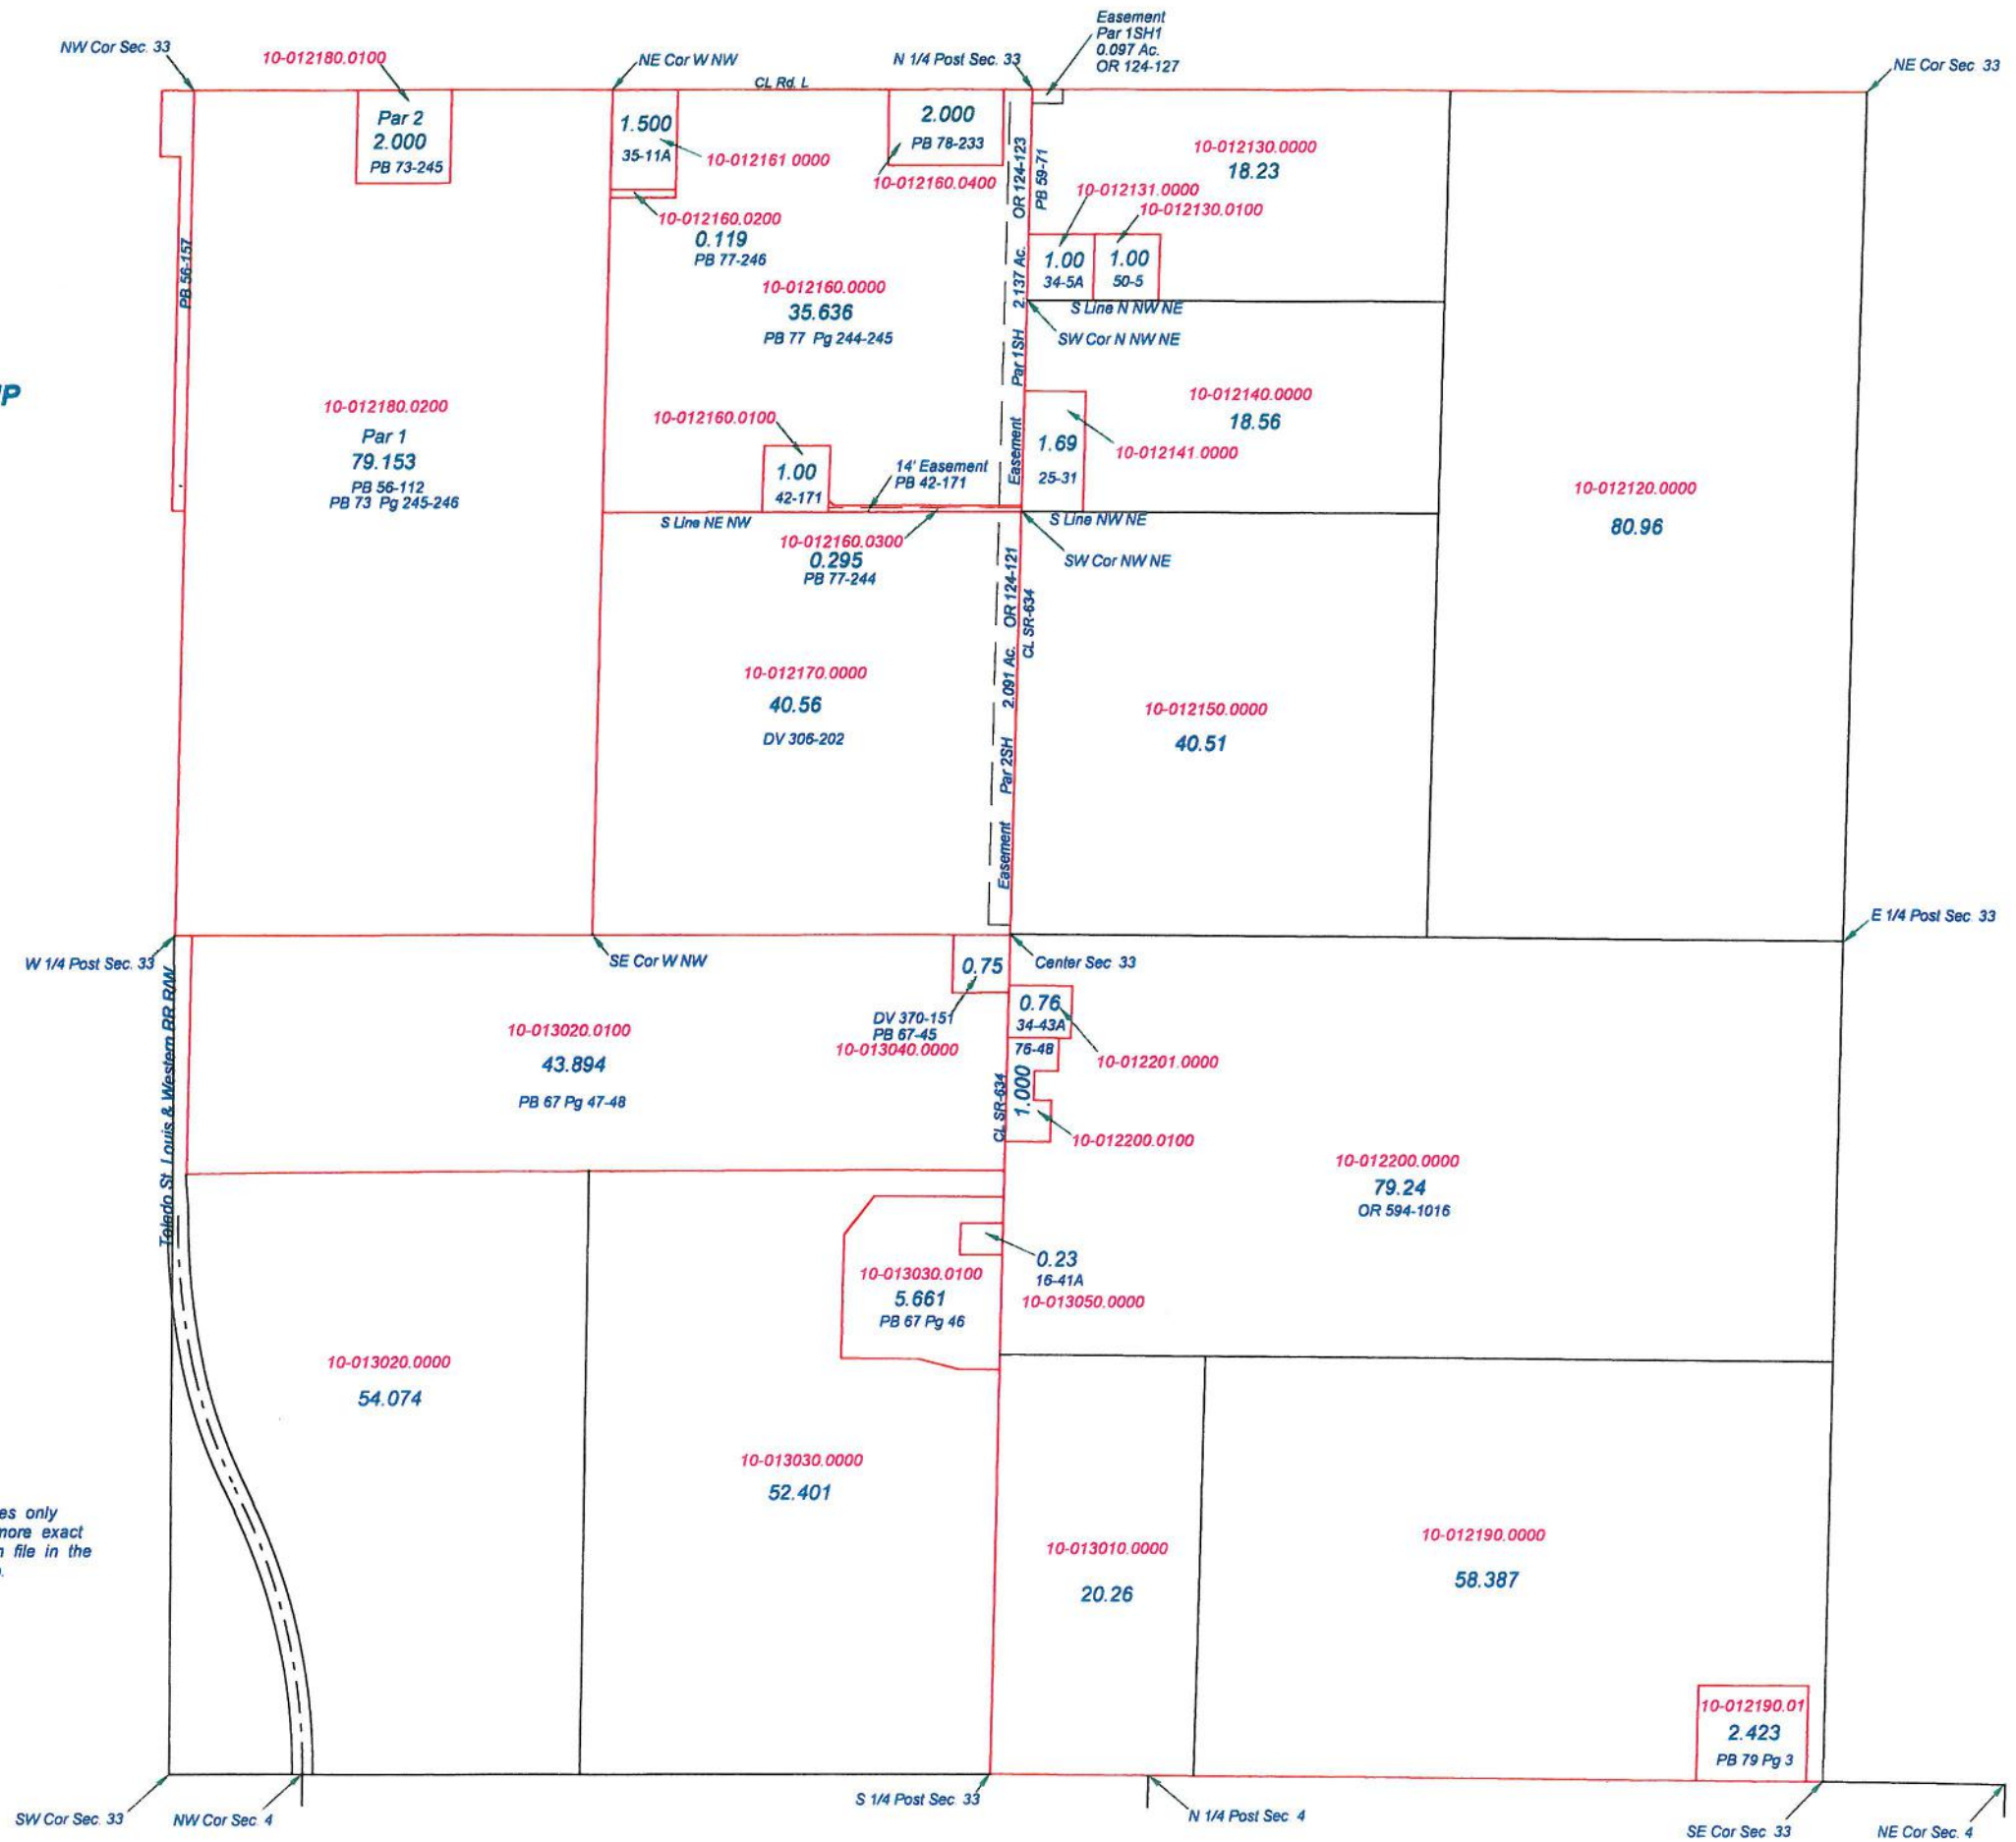 Easement
Par 1SH1
0.097 Ac.
OR 124-127
NW Cor Sec. 33
10-012180.0100
NE Cor W NW
N 1/4 Post Sec. 33
NE Cor Sec 33
CL Rd. L
Par 2
2.000
PB 73-245
1.500
35-11A
10-012161 0000
2.000
PB 78-233
10-012160.0400
OR 124-123
PB 59-71
10-012130.0000
18.23
10-012131.0000
10-012130.0100
10-012160.0200
0.119
PB 77-246
PB 56-157
1.00
34-5A
1.00
50-5
2.137 Ac.
10-012160.0000
35.636
PB 77 Pg 244-245
S Line N NW NE
SW Cor N NW NE
Par 1SH
IP
10-012180.0200
Par 1
79.153
PB 56-112
PB 73 Pg 245-246
10-012160.0100
1.00
42-171
14' Easement
PB 42-171
Easement
10-012140.0000
18.56
1.69
25-31
10-012141.0000
10-012120.0000
80.96
S Line NE NW
S Line NW NE
10-012160.0300
0.295
PB 77-244
SW Cor NW NE
OR 124-121
CL SR-634
2.091 Ac.
10-012170.0000
40.56
DV 306-202
Par 2SH
10-012150.0000
40.51
Easement
E 1/4 Post Sec 33
W 1/4 Post Sec. 33
SE Cor W NW
0.75
Center Sec 33
Toledo St. Louis & Western RR R/W
DV 370-151
PB 67-45
10-013040.0000
0.76
34-43A
10-013020.0100
43.894
PB 67 Pg 47-48
76-48
10-012201.0000
1.000
CL SR-634
10-012200.0100
10-012200.0000
79.24
OR 594-1016
0.23
16-41A
10-013050.0000
10-013030.0100
5.661
PB 67 Pg 46
10-013020.0000
54.074
10-013030.0000
52.401
es only
more exact
n file in the
10-013010.0000
20.26
10-012190.0000
58.387
10-012190.01
2.423
PB 79 Pg 3
SW Cor Sec. 33
NW Cor Sec. 4
S 1/4 Post Sec 33
N 1/4 Post Sec 4
SE Cor Sec 33
NE Cor Sec. 4